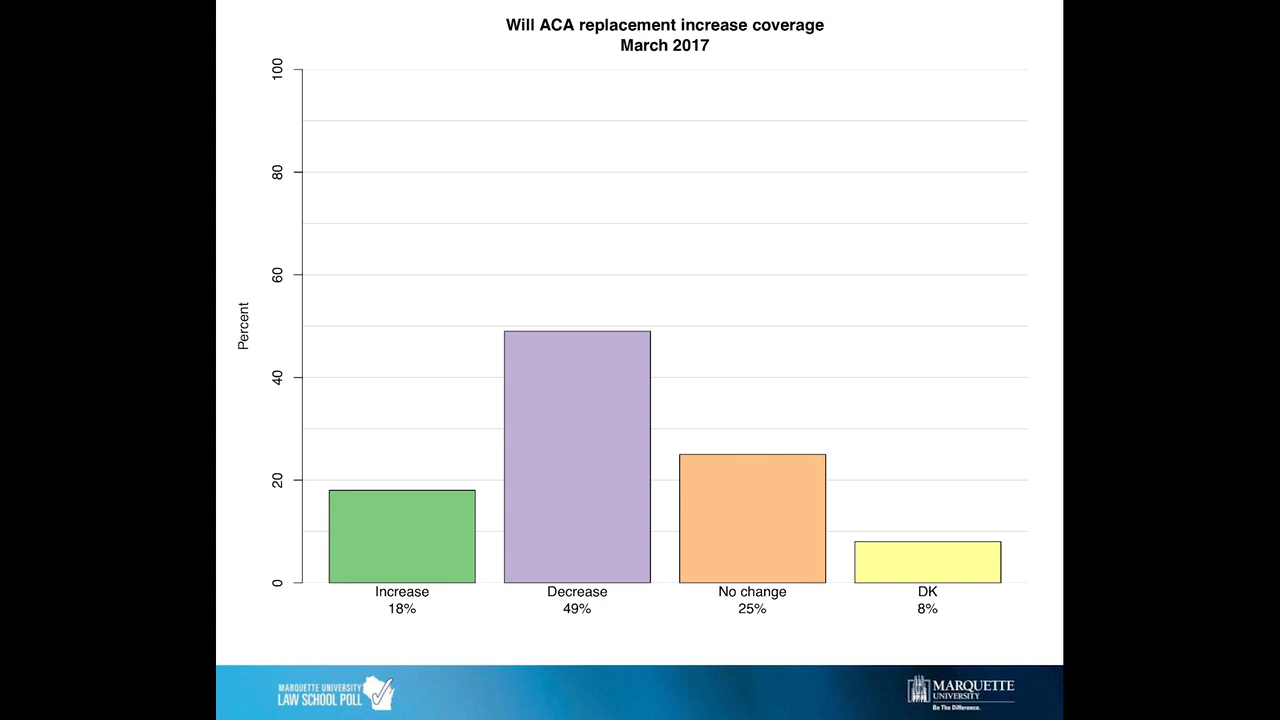 Will ACA replacement increase coverage
March 2017
100
80
60
40
20
0
Percent
Increase
18%
Decrease
49%
No change
25%
DK
8%
MARQUETTE UNIVERSITY
LAW SCHOOL POLL
MARQUETTE
UNIVERSITY
Be The Difference.